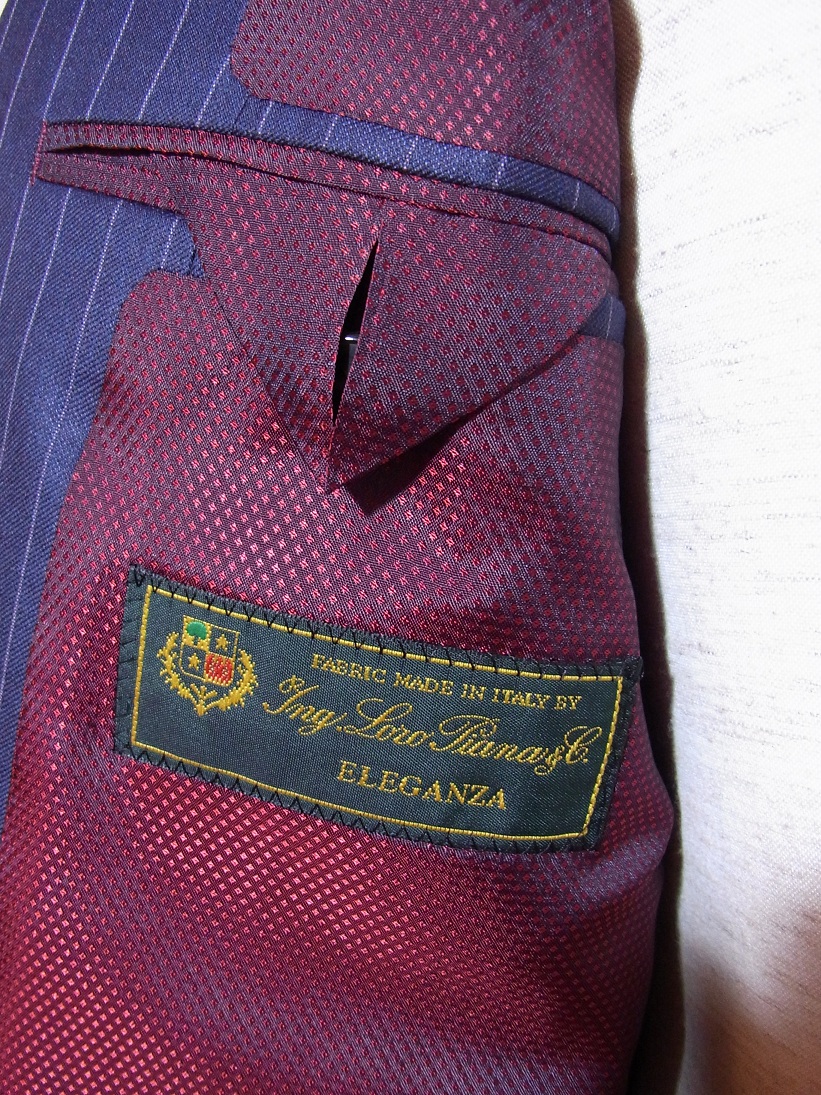 FABRIC MADE IN ITALY BY
Ing. Loro Piana & C.
ELEGANZA